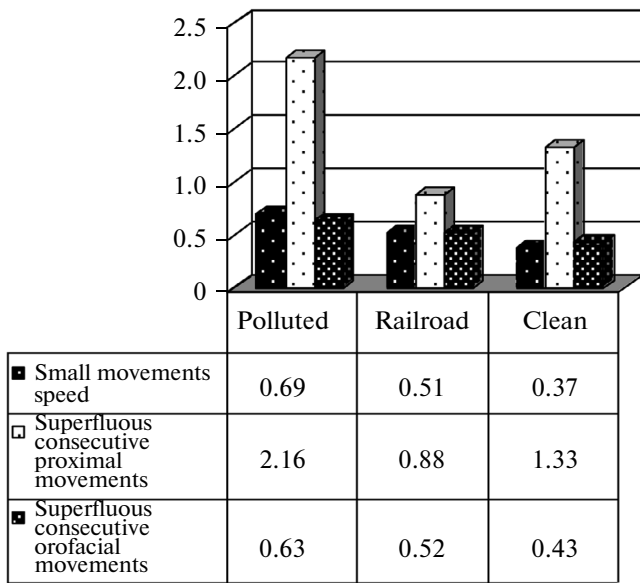 2.5
2.0
1.5
1.0
0.5
0
Polluted Railroad Clean
Small movements
speed
0.69 0.51 0.37
Superfluous
consecutive
proximal
movements
2.16 0.88 1.33
Superfluous
consecutive
orofacial
movements
0.63 0.52 0.43